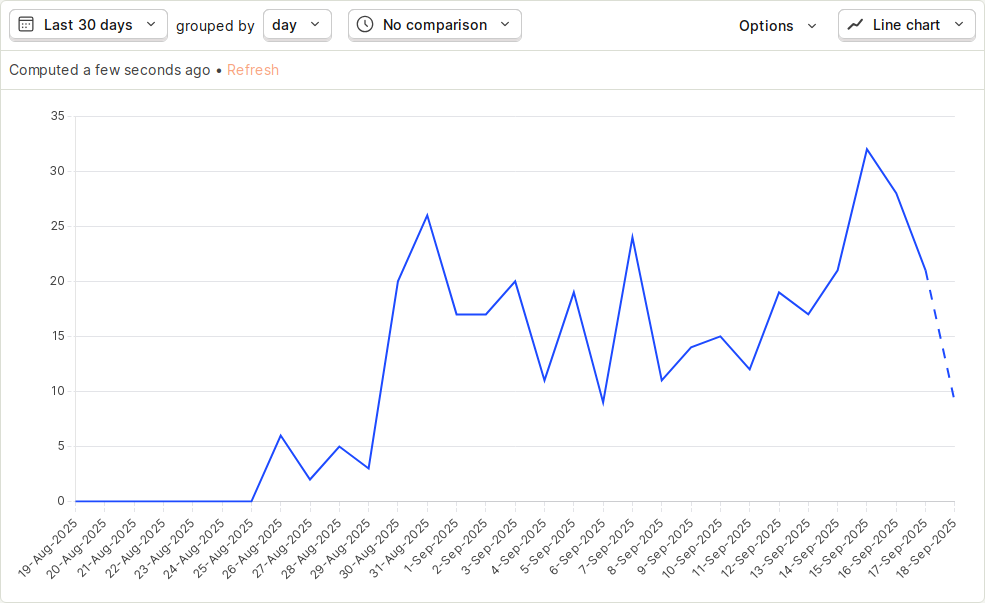 Last 30 days grouped by day No comparison Options Line chart
Computed a few seconds ago • Refresh
35
30
25
20
15
10
5
0
19-Aug-2025
20-Aug-2025
21-Aug-2025
22-Aug-2025
23-Aug-2025
24-Aug-2025
25-Aug-2025
26-Aug-2025
27-Aug-2025
28-Aug-2025
29-Aug-2025
30-Aug-2025
31-Aug-2025
1-Sep-2025
2-Sep-2025
3-Sep-2025
4-Sep-2025
5-Sep-2025
6-Sep-2025
7-Sep-2025
8-Sep-2025
9-Sep-2025
10-Sep-2025
11-Sep-2025
12-Sep-2025
13-Sep-2025
14-Sep-2025
15-Sep-2025
16-Sep-2025
17-Sep-2025
18-Sep-2025